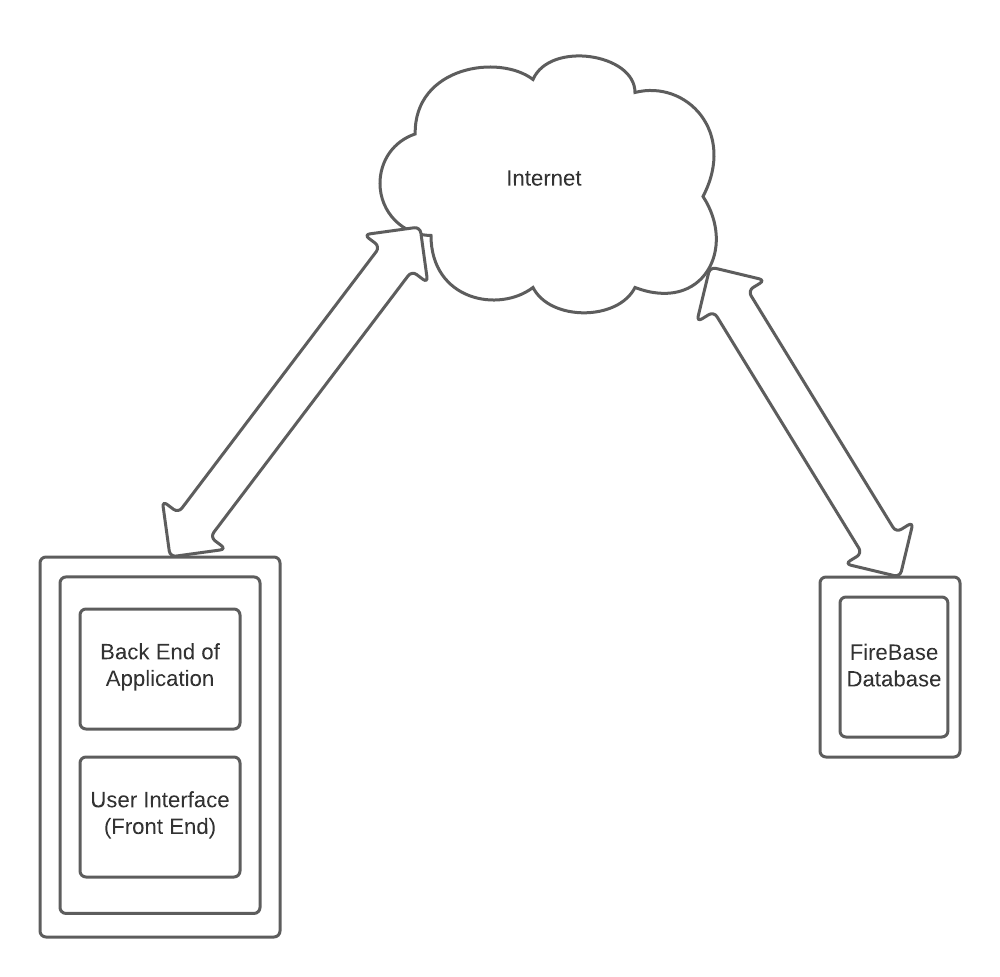 Internet
Back End of
Application
User Interface
(Front End)
FireBase
Database